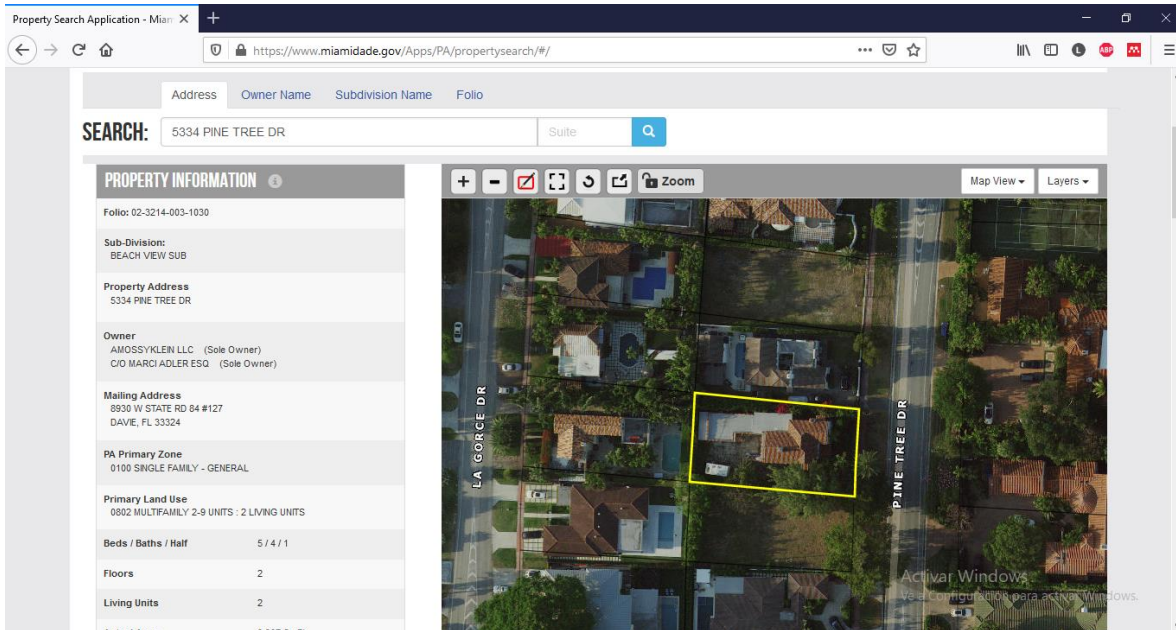 Property Search Application - Miam
https://www.miamidade.gov/Apps/PA/propertysearch/#/
Address Owner Name Subdivision Name Folio
SEARCH: 5334 PINE TREE DR Suite
PROPERTY INFORMATION
Zoom Map View Layers
Folio: 02-3214-003-1030
Sub-Division:
BEACH VIEW SUB
Property Address
5334 PINE TREE DR
Owner
AMOSSYKLEIN LLC (Sole Owner)
C/O MARCI ADLER ESQ (Sole Owner)
Mailing Address
8930 W STATE RD 84 #127
DAVIE, FL 33324
PA Primary Zone
0100 SINGLE FAMILY - GENERAL
Primary Land Use
0802 MULTIFAMILY 2-9 UNITS : 2 LIVING UNITS
Beds / Baths / Half 5 / 4 / 1
Floors 2
Living Units 2
LA GORCE DR
PINE TREE DR
Activar Windows
Ve a Configuración para activar Windows.